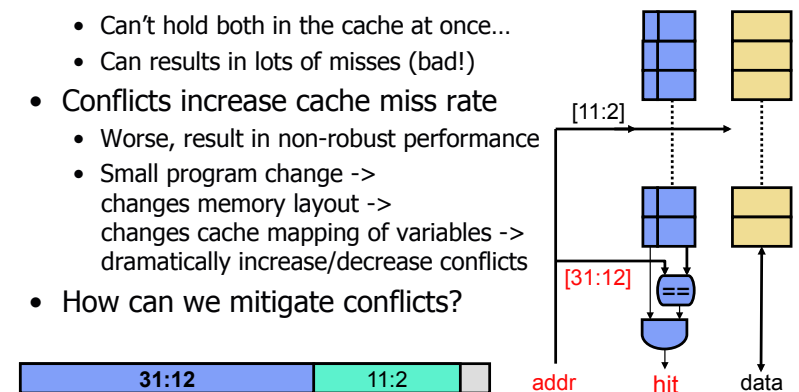 • Can't hold both in the cache at once…
• Can results in lots of misses (bad!)
• Conflicts increase cache miss rate
• Worse, result in non-robust performance
• Small program change ->
changes memory layout ->
changes cache mapping of variables ->
dramatically increase/decrease conflicts
• How can we mitigate conflicts?
31:12 11:2
[11:2]
[31:12]
==
addr hit data